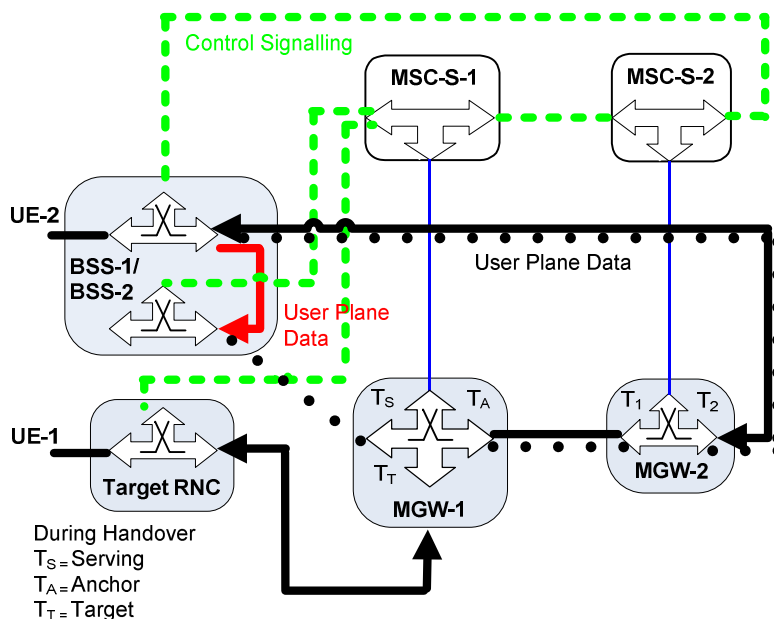 Control Signalling
MSC-S-1
MSC-S-2
UE-2
BSS-1/
BSS-2
User Plane Data
User Plane
Data
TS
TA
TT
MGW-1
T1
T2
MGW-2
UE-1
Target RNC
During Handover
TS = Serving
TA = Anchor
TT = Target